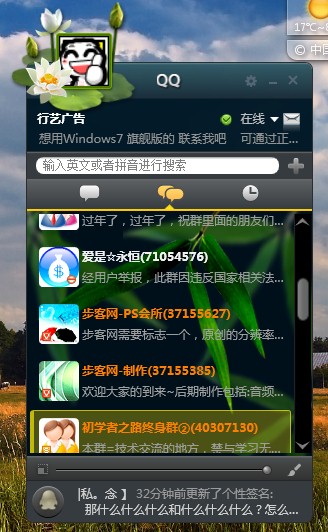 17℃~
© 中国
QQ
行艺广告
在线
想用Windows7 旗舰版的 联系我吧
可通过正...
输入英文或者拼音进行搜索
过年了，过年了，祝群里面的朋友们...
爱是☆永恒(71054576)
经用户举报，此群因违反国家相关法...
步客网-PS会所(37155627)
步客网需要标志一个，原创的分辨率...
步客网-制作(37155385)
欢迎大家的到来~后期制作包括:音频...
初学者之路终身群②(40307130)
本群=技术交流的地方，禁与学习无...
|私。念 】 32分钟前更新了个性签名:
那什么什么什么和什么什么什么？怎么...